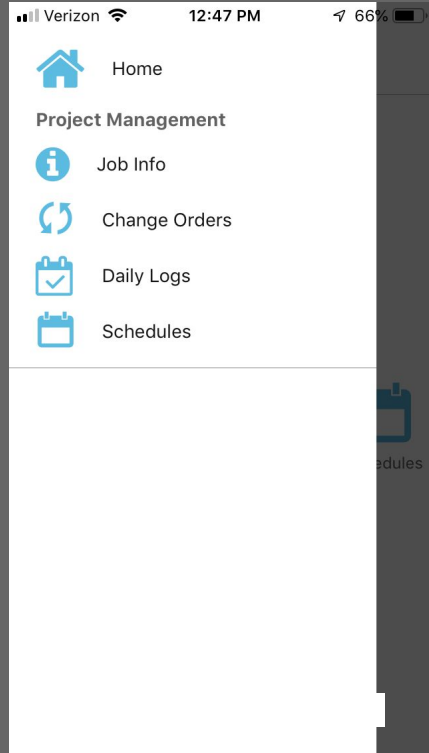 Verizon 12:47 PM 66%
Home
Project Management
Job Info
Change Orders
Daily Logs
Schedules
edules